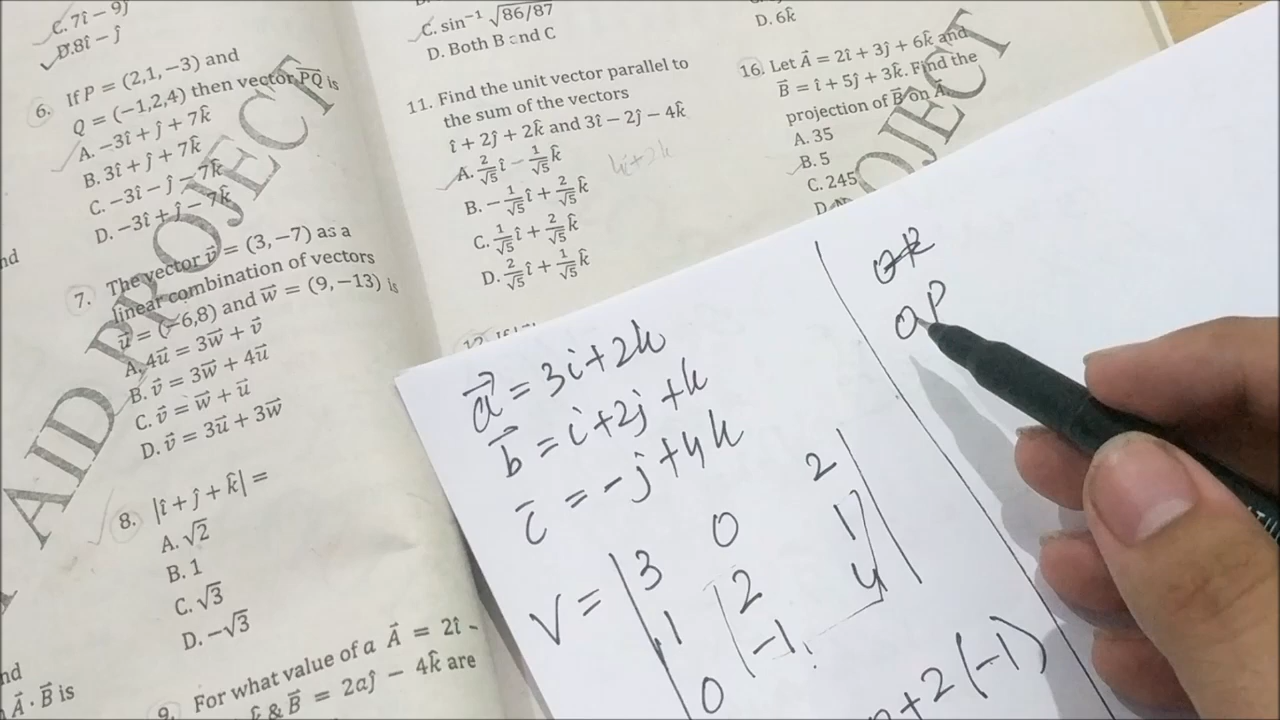 C. 7î − 9ĵ
D. 8î − ĵ
6. If P = (2,1, −3) and
Q = (−1,2,4) then vector P⃗Q⃗ is
A. −3î + ĵ + 7k̂
B. 3î + ĵ + 7k̂
C. −3î − ĵ − 7k̂
D. −3î + ĵ − 7k̂
7. The vector v⃗ = (3, −7) as a
linear combination of vectors
u⃗ = (−6,8) and w⃗ = (9, −13) is
A. 4u⃗ = 3w⃗ + v⃗
B. v⃗ = 3w⃗ + 4u⃗
C. v⃗ = w⃗ + u⃗
D. v⃗ = 3u⃗ + 3w⃗
8. |î + ĵ + k̂| =
A. √2
B. 1
C. √3
D. −√3
9. For what value of a A⃗ = 2î −
k̂ & B⃗ = 2aĵ − 4k̂ are
nd
nd
A⃗ · B⃗ is
AID PROJECT
C. sin⁻¹ √(86/87)
D. Both B and C
11. Find the unit vector parallel to
the sum of the vectors
î + 2ĵ + 2k̂ and 3î − 2ĵ − 4k̂
A. 2/√5 î − 1/√5 k̂
B. − 1/√5 î + 2/√5 k̂
C. 1/√5 î + 2/√5 k̂
D. 2/√5 î + 1/√5 k̂
12. If
D. 6k̂
16. Let A⃗ = 2î + 3ĵ + 6k̂ and
B⃗ = î + 5ĵ + 3k̂. Find the
projection of B⃗ on A⃗.
A. 35
B. 5
C. 245
OJECT
a⃗ = 3i + 2k
b⃗ = i + 2j + k
c⃗ = −j + 4k
V = | 3 0 2 |
1 2 1
0 −1 4
+2(−1)
OR
OP